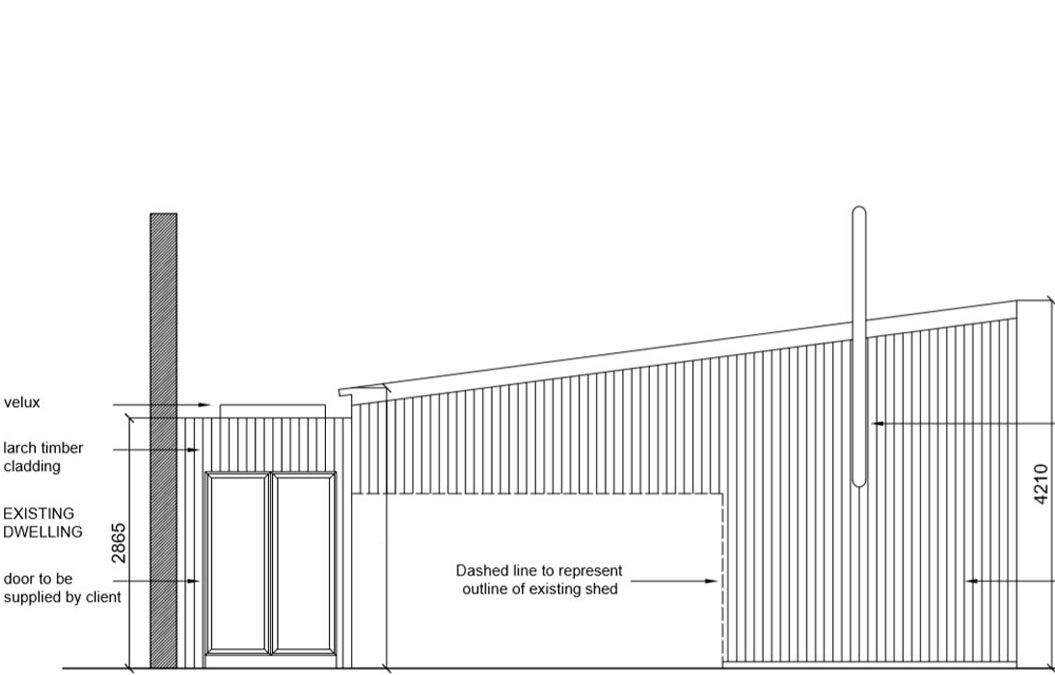 velux
larch timber
cladding
EXISTING
DWELLING
2865
door to be
supplied by client
Dashed line to represent
outline of existing shed
4210